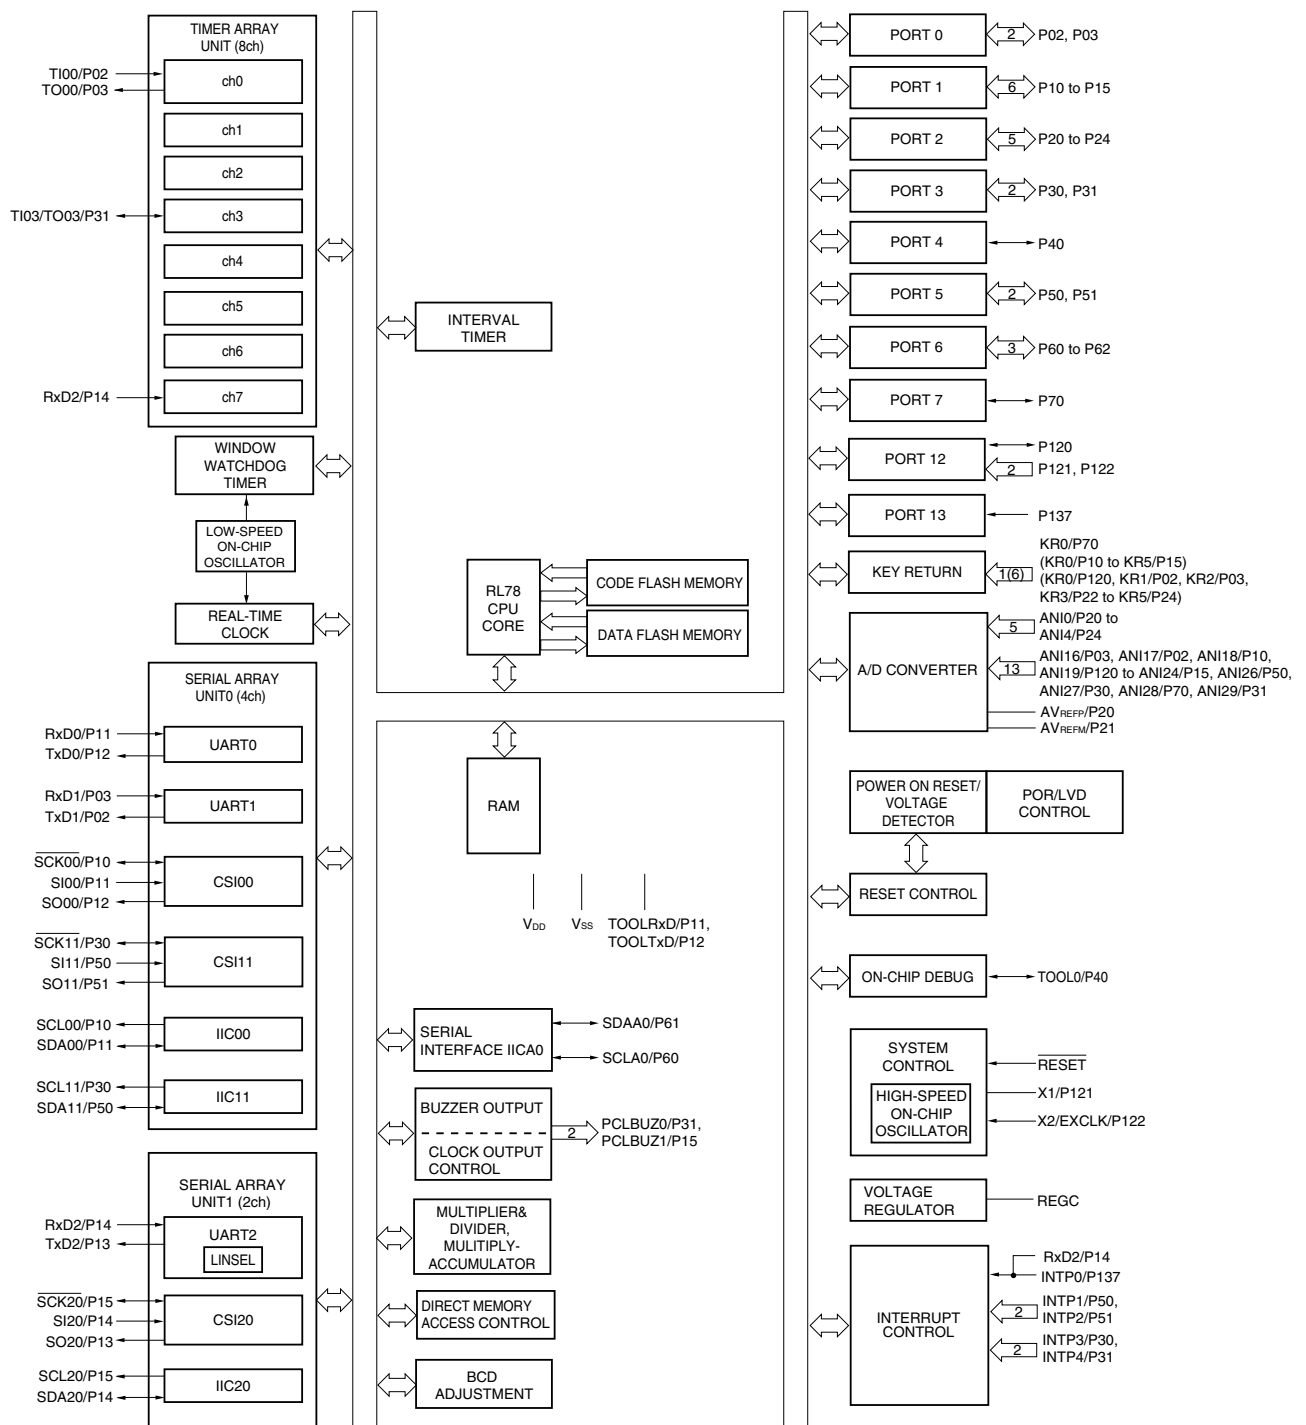 TIMER ARRAY
UNIT (8ch)
TI00/P02
TO00/P03
ch0
ch1
ch2
TI03/TO03/P31
ch3
ch4
ch5
ch6
RxD2/P14
ch7
WINDOW
WATCHDOG
TIMER
LOW-SPEED
ON-CHIP
OSCILLATOR
REAL-TIME
CLOCK
SERIAL ARRAY
UNIT0 (4ch)
RxD0/P11
TxD0/P12
UART0
RxD1/P03
TxD1/P02
UART1
SCK00/P10
SI00/P11
SO00/P12
CSI00
SCK11/P30
SI11/P50
SO11/P51
CSI11
SCL00/P10
SDA00/P11
IIC00
SCL11/P30
SDA11/P50
IIC11
SERIAL ARRAY
UNIT1 (2ch)
RxD2/P14
TxD2/P13
UART2
LINSEL
SCK20/P15
SI20/P14
SO20/P13
CSI20
SCL20/P15
SDA20/P14
IIC20
INTERVAL
TIMER
RL78
CPU
CORE
CODE FLASH MEMORY
DATA FLASH MEMORY
RAM
VDD
VSS
TOOLRxD/P11,
TOOLTxD/P12
SERIAL
INTERFACE IICA0
SDAA0/P61
SCLA0/P60
BUZZER OUTPUT
CLOCK OUTPUT
CONTROL
2
PCLBUZ0/P31,
PCLBUZ1/P15
MULTIPLIER&
DIVIDER,
MULITIPLY-
ACCUMULATOR
DIRECT MEMORY
ACCESS CONTROL
BCD
ADJUSTMENT
PORT 0
2
P02, P03
PORT 1
6
P10 to P15
PORT 2
5
P20 to P24
PORT 3
2
P30, P31
PORT 4
P40
PORT 5
2
P50, P51
PORT 6
3
P60 to P62
PORT 7
P70
PORT 12
P120
2
P121, P122
PORT 13
P137
KEY RETURN
1(6)
KR0/P70
(KR0/P10 to KR5/P15)
(KR0/P120, KR1/P02, KR2/P03,
KR3/P22 to KR5/P24)
A/D CONVERTER
5
ANI0/P20 to
ANI4/P24
13
ANI16/P03, ANI17/P02, ANI18/P10,
ANI19/P120 to ANI24/P15, ANI26/P50,
ANI27/P30, ANI28/P70, ANI29/P31
AVREFP/P20
AVREFM/P21
POWER ON RESET/
VOLTAGE
DETECTOR
POR/LVD
CONTROL
RESET CONTROL
ON-CHIP DEBUG
TOOL0/P40
SYSTEM
CONTROL
HIGH-SPEED
ON-CHIP
OSCILLATOR
RESET
X1/P121
X2/EXCLK/P122
VOLTAGE
REGULATOR
REGC
INTERRUPT
CONTROL
RxD2/P14
INTP0/P137
2
INTP1/P50,
INTP2/P51
2
INTP3/P30,
INTP4/P31